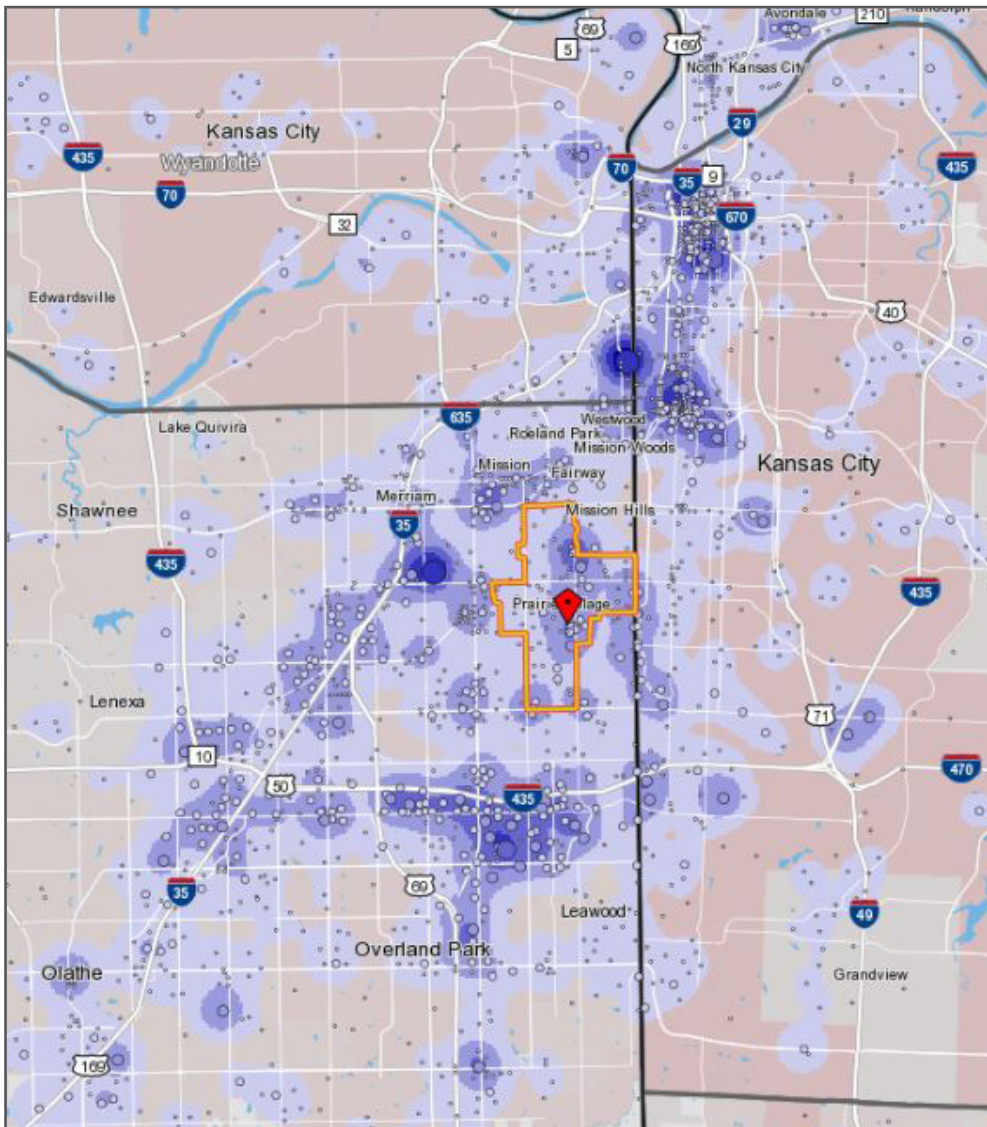 Avondale
210
Randolph
69
5
169
North Kansas City
29
Kansas City
435
Wyandotte
70
70
35
9
435
670
32
Edwardsville
40
635
Lake Quivira
Westwood
Roeland Park
Mission Woods
Mission
Fairway
Kansas City
Merriam
Shawnee
Mission Hills
35
435
435
Prairie Village
Lenexa
71
10
50
435
470
69
35
Leawood
49
Overland Park
Olathe
Grandview
169